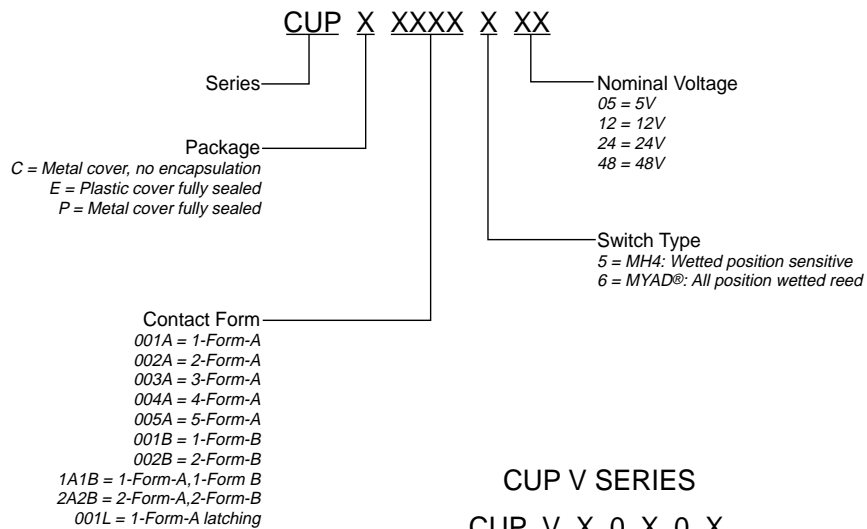 CUP X XXXX X XX
Series
Package
C = Metal cover, no encapsulation
E = Plastic cover fully sealed
P = Metal cover fully sealed
Contact Form
001A = 1-Form-A
002A = 2-Form-A
003A = 3-Form-A
004A = 4-Form-A
005A = 5-Form-A
001B = 1-Form-B
002B = 2-Form-B
1A1B = 1-Form-A,1-Form B
2A2B = 2-Form-A,2-Form-B
001L = 1-Form-A latching
Nominal Voltage
05 = 5V
12 = 12V
24 = 24V
48 = 48V
Switch Type
5 = MH4: Wetted position sensitive
6 = MYAD®: All position wetted reed
CUP V SERIES
CUP V X 0 X 0 X